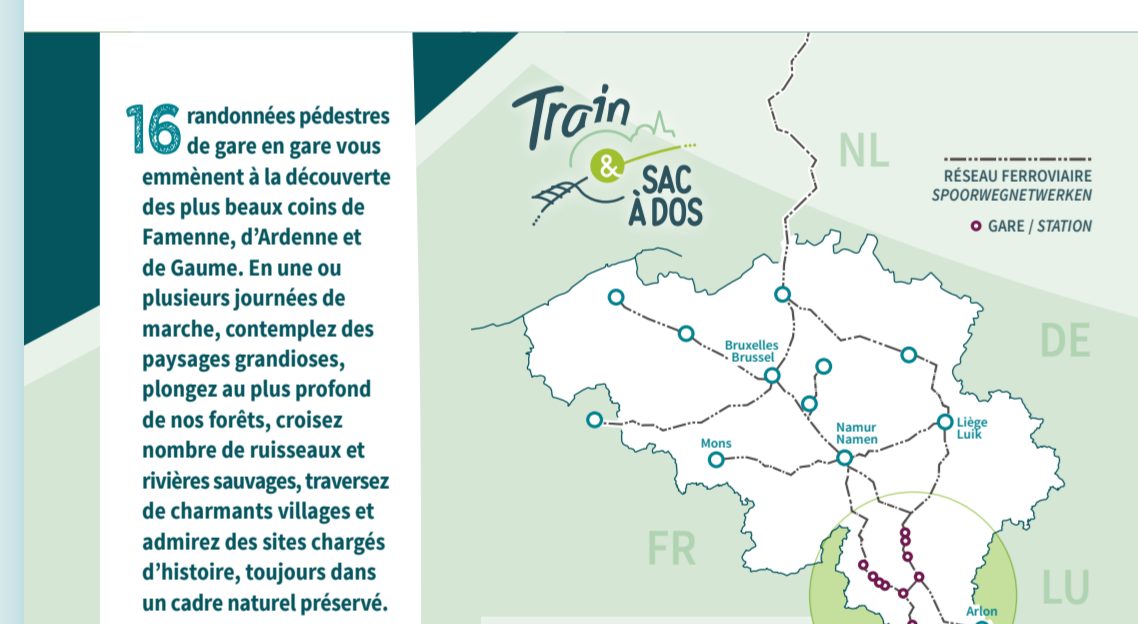 16 randonnées pédestres
de gare en gare vous
emmènent à la découverte
des plus beaux coins de
Famenne, d'Ardenne et
de Gaume. En une ou
plusieurs journées de
marche, contemplez des
paysages grandioses,
plongez au plus profond
de nos forêts, croisez
nombre de ruisseaux et
rivières sauvages, traversez
de charmants villages et
admirez des sites chargés
d'histoire, toujours dans
un cadre naturel préservé.
Train
&
SAC
À DOS
NL
RÉSEAU FERROVIAIRE
SPOORWEGNETWERKEN
GARE / STATION
DE
Bruxelles
Brussel
Liège
Luik
Namur
Namen
Mons
FR
LU
Arlon